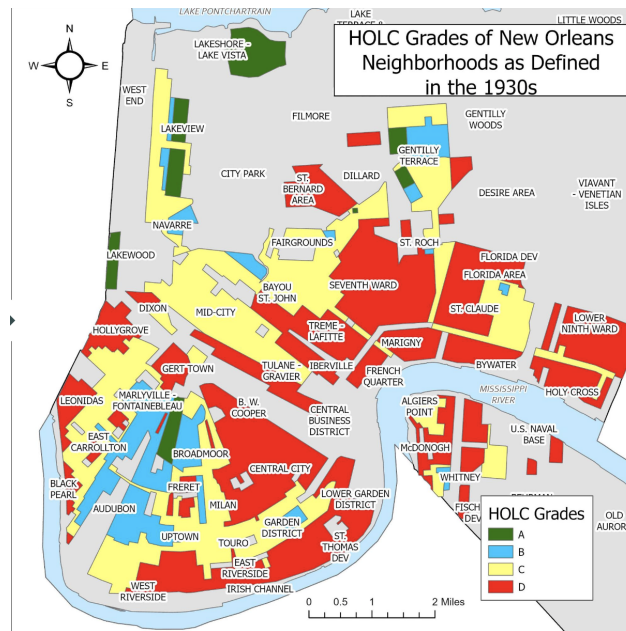 LAKE PONTCHARTRAIN
LAKE
TERRACE &
LITTLE WOODS
HOLC Grades of New Orleans
Neighborhoods as Defined
in the 1930s
N
W
E
S
LAKESHORE -
LAKE VISTA
WEST
END
LAKEVIEW
FILMORE
GENTILLY
WOODS
GENTILLY
TERRACE
CITY PARK
ST.
BERNARD
AREA
DILLARD
DESIRE AREA
VIAVANT -
VENETIAN
ISLES
NAVARRE
LAKEWOOD
FAIRGROUNDS
ST. ROCH
FLORIDA DEV
FLORIDA AREA
BAYOU
ST. JOHN
SEVENTH WARD
DIXON
MID-CITY
ST. CLAUDE
HOLLYGROVE
TREME -
LAFITTE
LOWER
NINTH WARD
MARIGNY
GERT TOWN
TULANE -
GRAVIER
IBERVILLE
FRENCH
QUARTER
BYWATER
MISSISSIPPI
RIVER
HOLY CROSS
LEONIDAS
MARLYVILLE -
FONTAINEBLEAU
B. W.
COOPER
CENTRAL
BUSINESS
DISTRICT
ALGIERS
POINT
U.S. NAVAL
BASE
EAST
CARROLLTON
BROADMOOR
McDONOGH
BLACK
PEARL
FRERET
CENTRAL CITY
WHITNEY
AUDUBON
MILAN
LOWER GARDEN
DISTRICT
GARDEN
DISTRICT
FISC
DEV
OLD
AUROR
UPTOWN
TOURO
ST.
THOMAS
DEV
EAST
RIVERSIDE
WEST
RIVERSIDE
IRISH CHANNEL
HOLC Grades
A
B
C
D
0 0.5 1 2 Miles